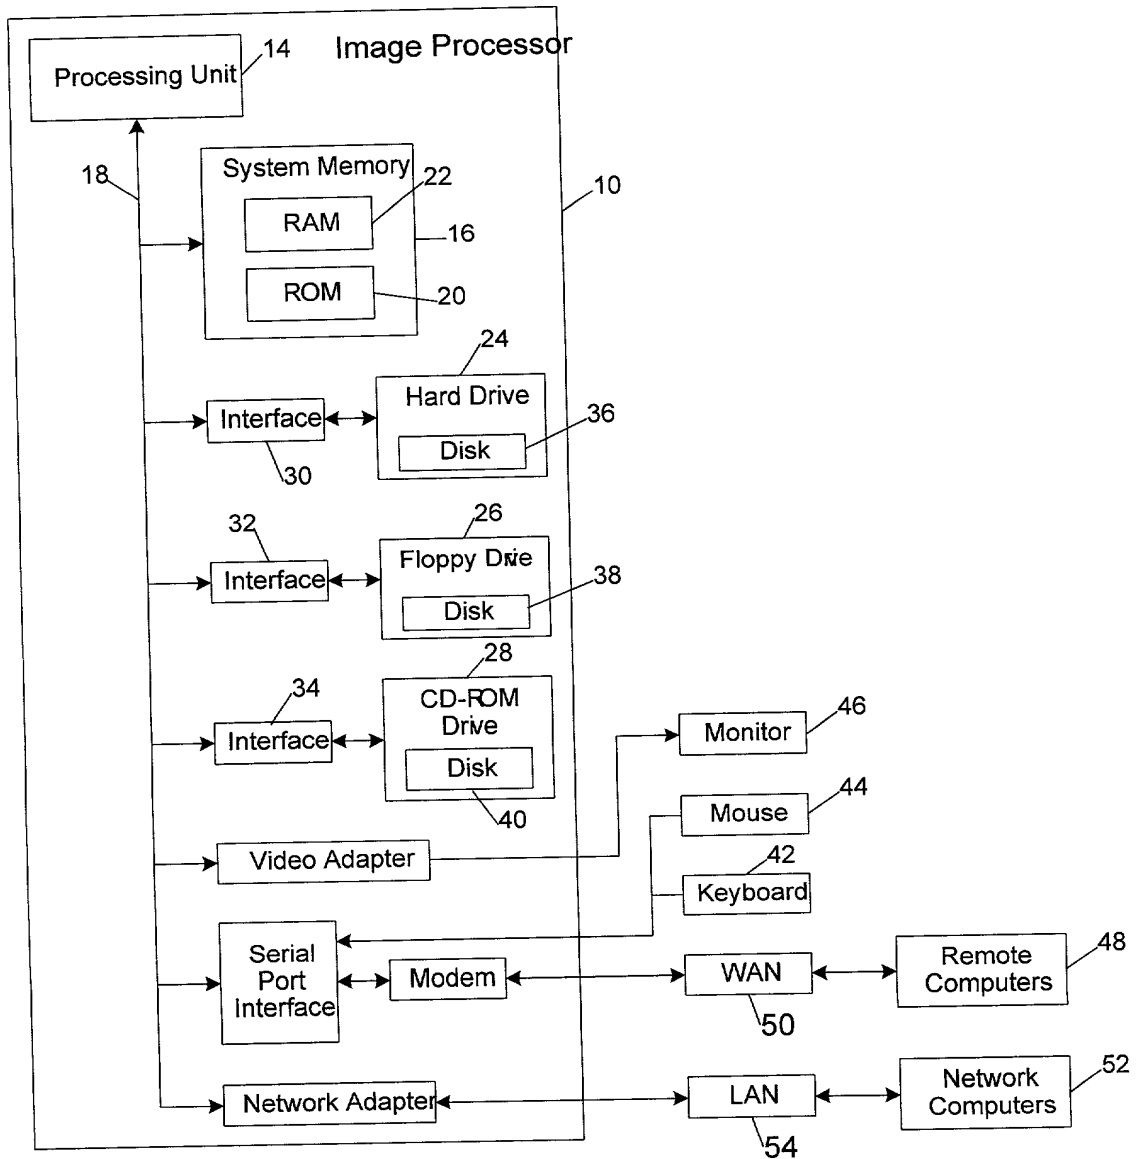 Image Processor
14
Processing Unit
18
System Memory
22
RAM
10
16
ROM
20
24
Hard Drive
Interface
36
Disk
30
32
26
Floppy Drive
Interface
38
Disk
28
34
CD-ROM
Drive
Interface
Disk
40
46
Monitor
44
Mouse
Video Adapter
42
Keyboard
Serial
Port
Interface
Modem
WAN
50
Remote
Computers
48
Network Adapter
LAN
54
Network
Computers
52